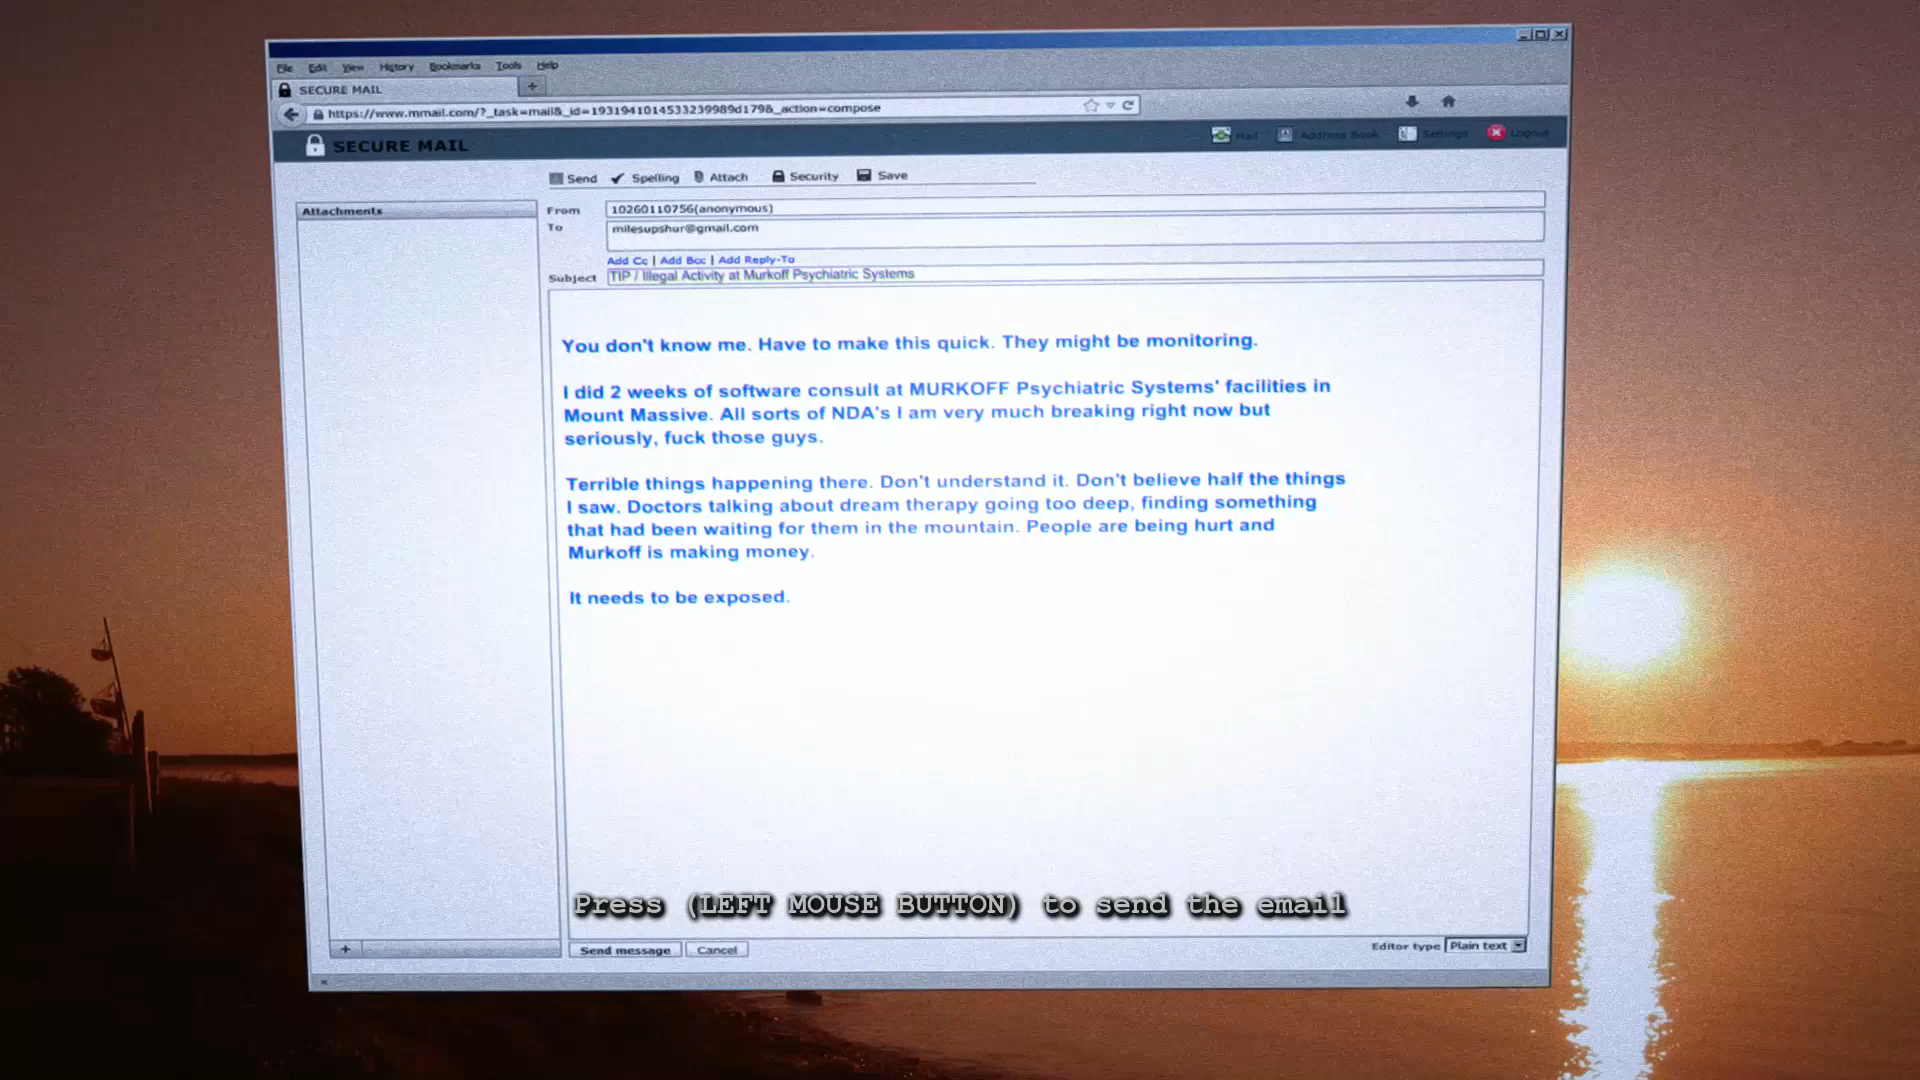 File Edit View History Bookmarks Tools Help
SECURE MAIL
+
https://www.mmail.com/?_task=mail&_id=1931941014533239989d179&_action=compose
SECURE MAIL
Mail Address Book Settings Logout
Send Spelling Attach Security Save
Attachments
From 10260110756(anonymous)
To milesupshur@gmail.com
Add Cc | Add Bcc | Add Reply-To
Subject TIP / Illegal Activity at Murkoff Psychiatric Systems
You don't know me. Have to make this quick. They might be monitoring.
I did 2 weeks of software consult at MURKOFF Psychiatric Systems' facilities in
Mount Massive. All sorts of NDA's I am very much breaking right now but
seriously, fuck those guys.
Terrible things happening there. Don't understand it. Don't believe half the things
I saw. Doctors talking about dream therapy going too deep, finding something
that had been waiting for them in the mountain. People are being hurt and
Murkoff is making money.
It needs to be exposed.
Press (LEFT MOUSE BUTTON) to send the email
+
Send message Cancel
Editor type Plain text
×